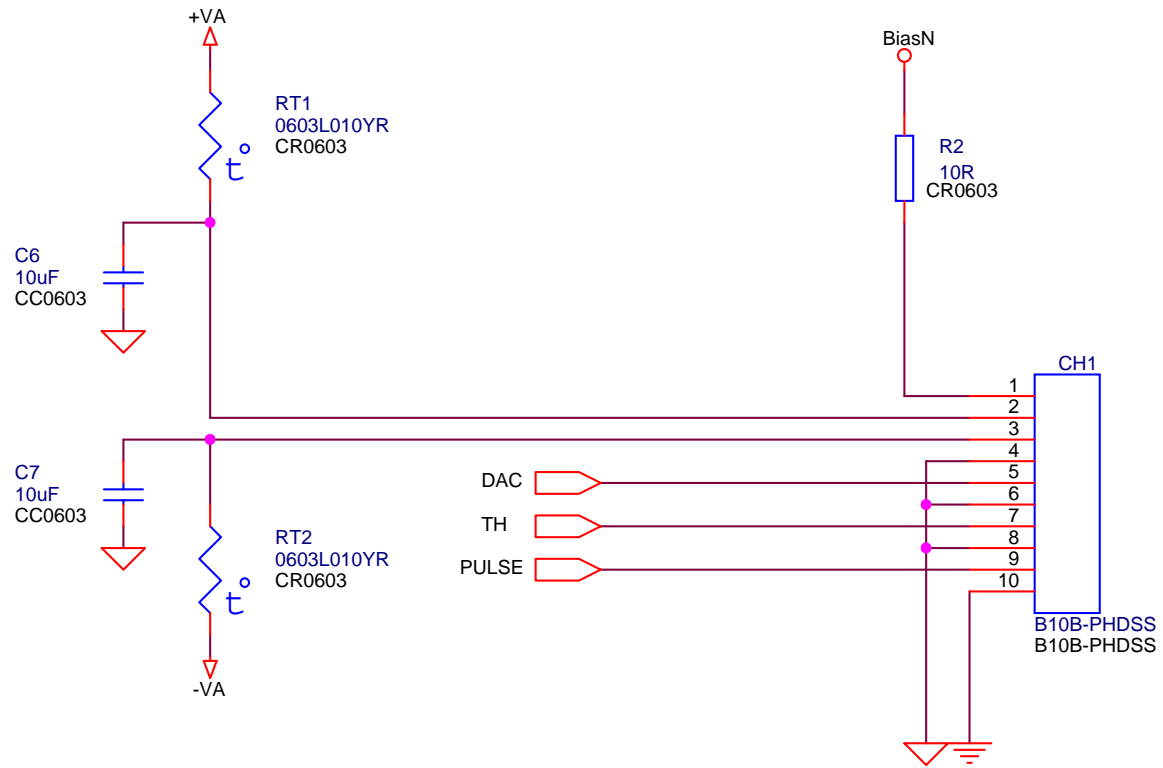 +VA
BiasN
RT1
0603L010YR
CR0603
t°
R2
10R
CR0603
C6
10uF
CC0603
CH1
1
2
3
4
5
6
7
8
9
10
C7
10uF
CC0603
DAC
TH
PULSE
RT2
0603L010YR
CR0603
t°
B10B-PHDSS
B10B-PHDSS
-VA